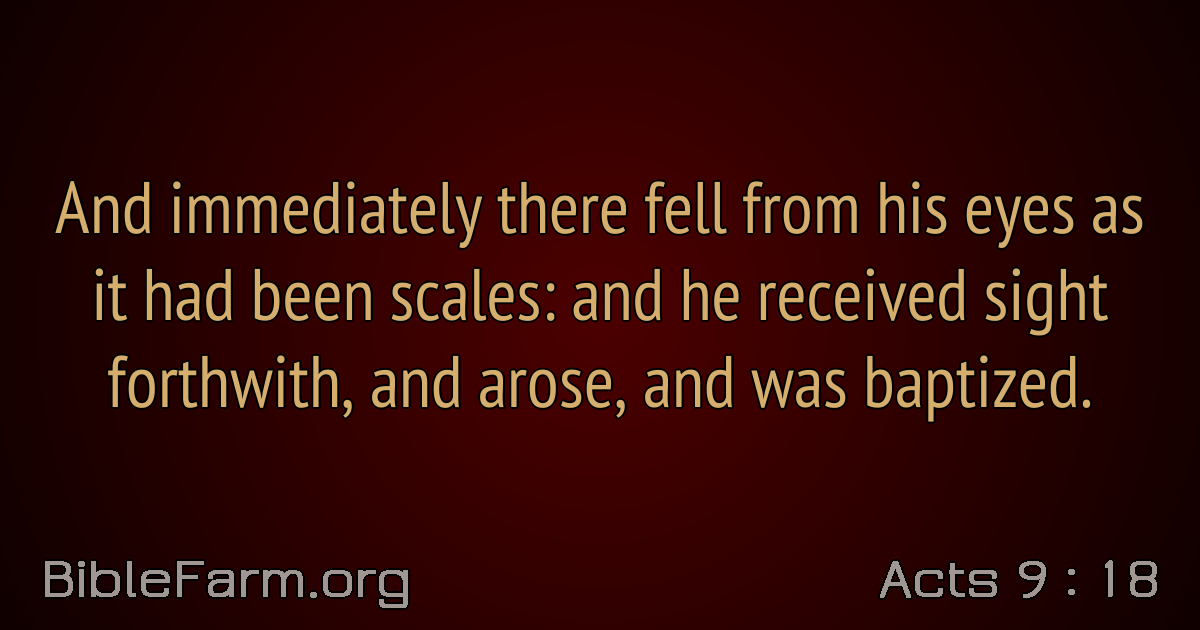 And immediately there fell from his eyes as
it had been scales: and he received sight
forthwith, and arose, and was baptized.
BibleFarm.org
Acts 9 : 18